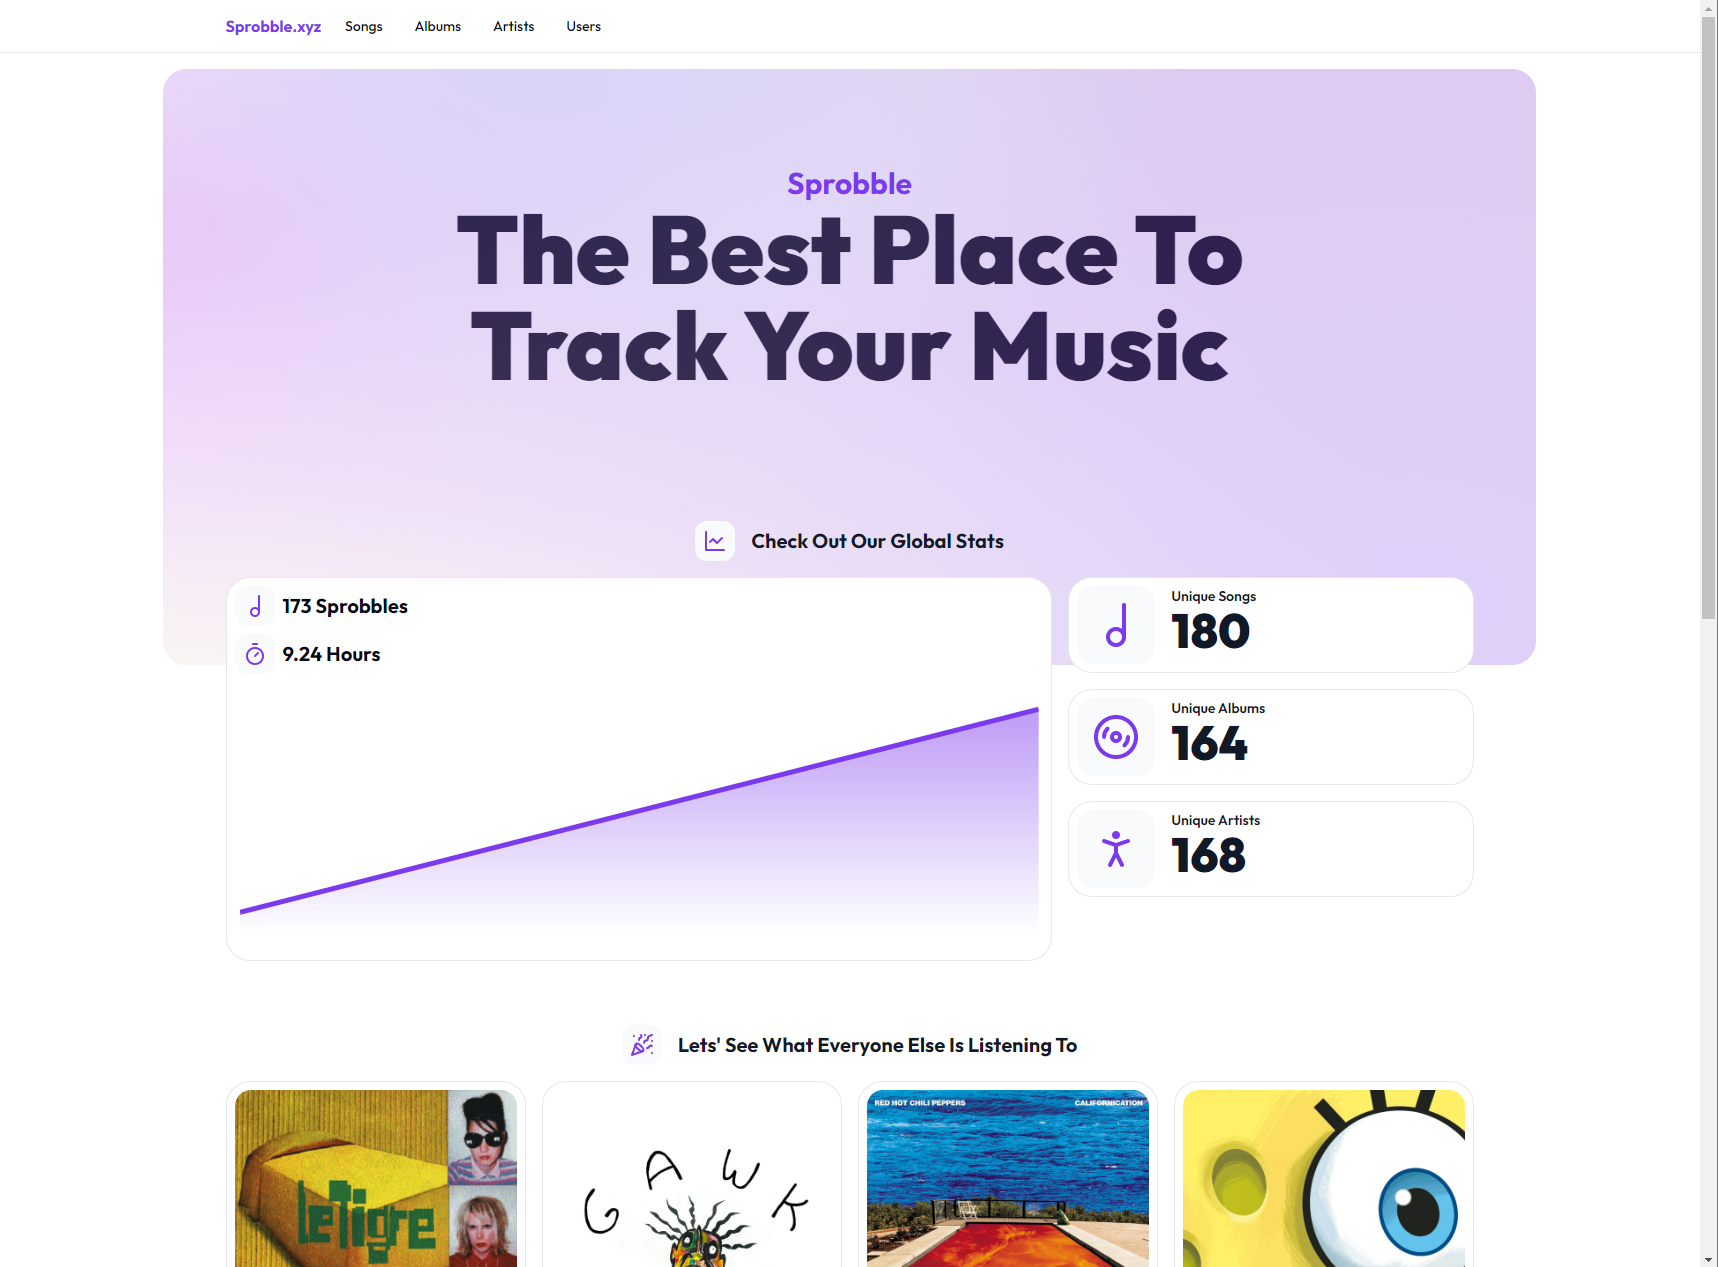 Sprobble.xyz Songs Albums Artists Users
Sprobble
The Best Place To
Track Your Music
Check Out Our Global Stats
173 Sprobbles
9.24 Hours
Unique Songs
180
Unique Albums
164
Unique Artists
168
Lets' See What Everyone Else Is Listening To
le Tigre
GAWK
RED HOT CHILI PEPPERS CALIFORNICATION